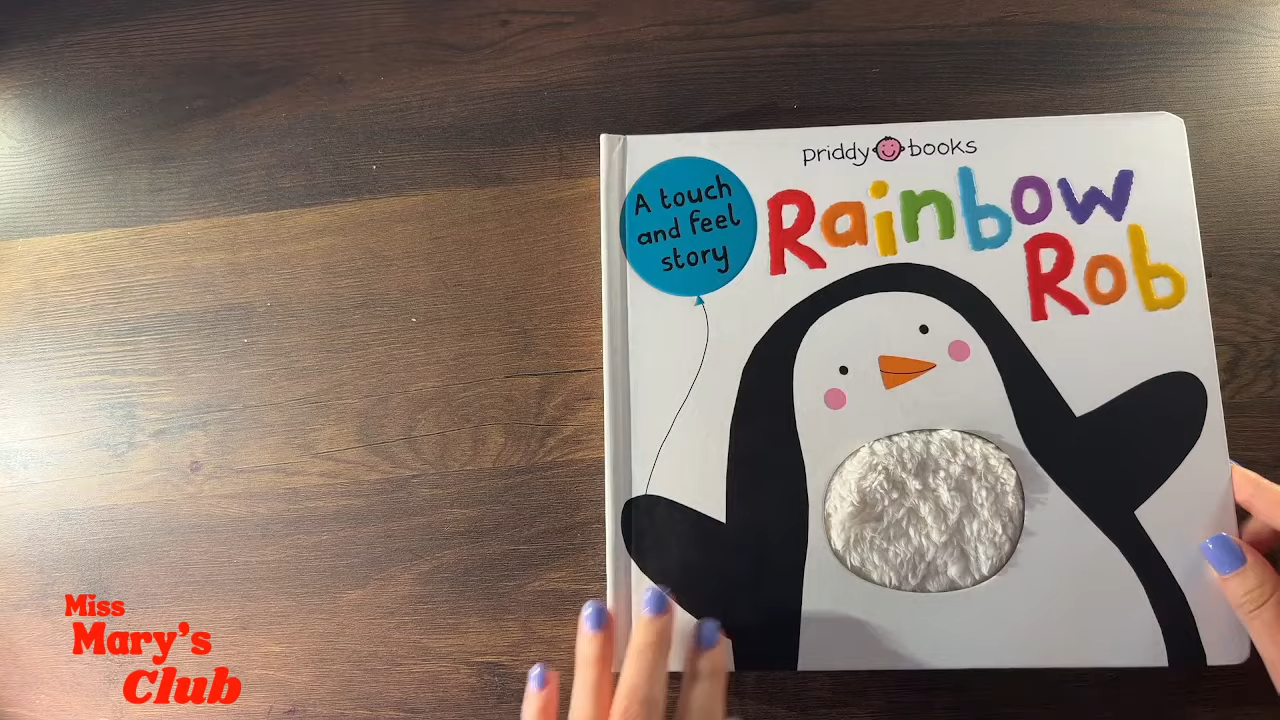 priddy books
A touch
and feel
story
Rainbow
Rob
Miss
Mary's
Club